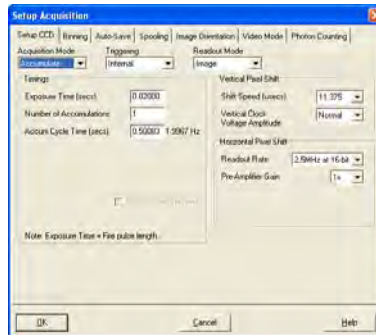 Setup Acquisition
Setup CCD Binning Auto-Save Spooling Image Orientation Video Mode Photon Counting
Acquisition Mode Triggering Readout Mode
Accumulate Internal Image
Timings
Exposure Time (secs) 0.02000
Number of Accumulations 1
Accum Cycle Time (secs) 0.50083 1.9967 Hz
Note: Exposure Time = Fire pulse length.
Vertical Pixel Shift
Shift Speed (usecs) 11.375
Vertical Clock
Voltage Amplitude Normal
Horizontal Pixel Shift
Readout Rate 2.5MHz at 16-bit
Pre-Amplifier Gain 1x
OK Cancel Help